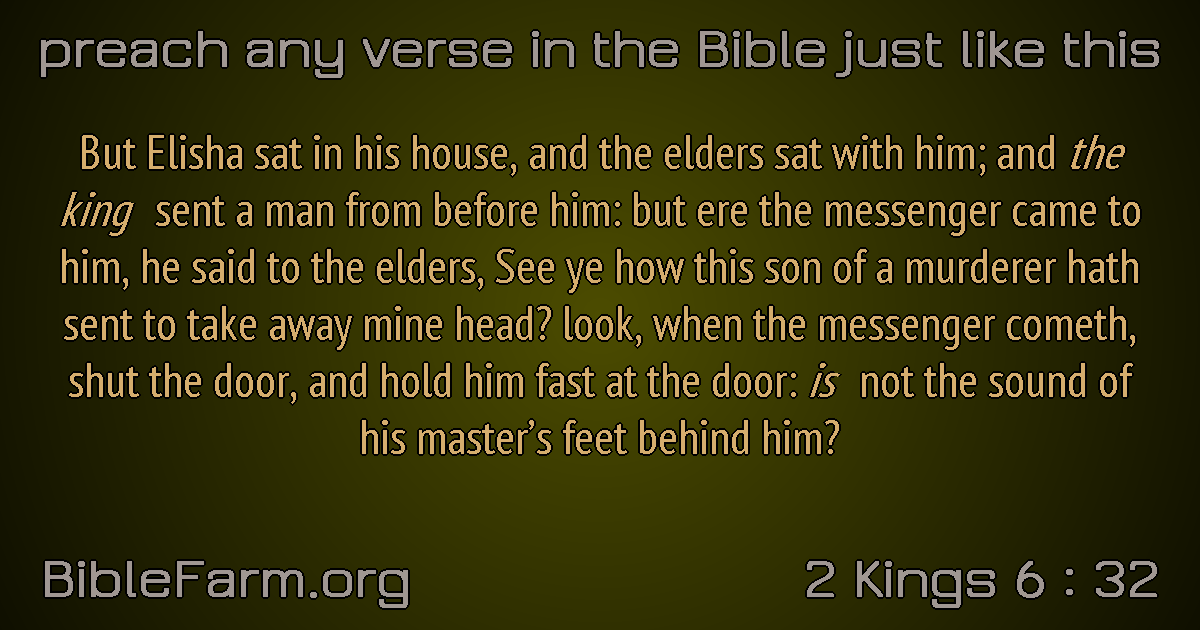 preach any verse in the Bible just like this
But Elisha sat in his house, and the elders sat with him; and the
king sent a man from before him: but ere the messenger came to
him, he said to the elders, See ye how this son of a murderer hath
sent to take away mine head? look, when the messenger cometh,
shut the door, and hold him fast at the door: is not the sound of
his master’s feet behind him?
BibleFarm.org
2 Kings 6 : 32